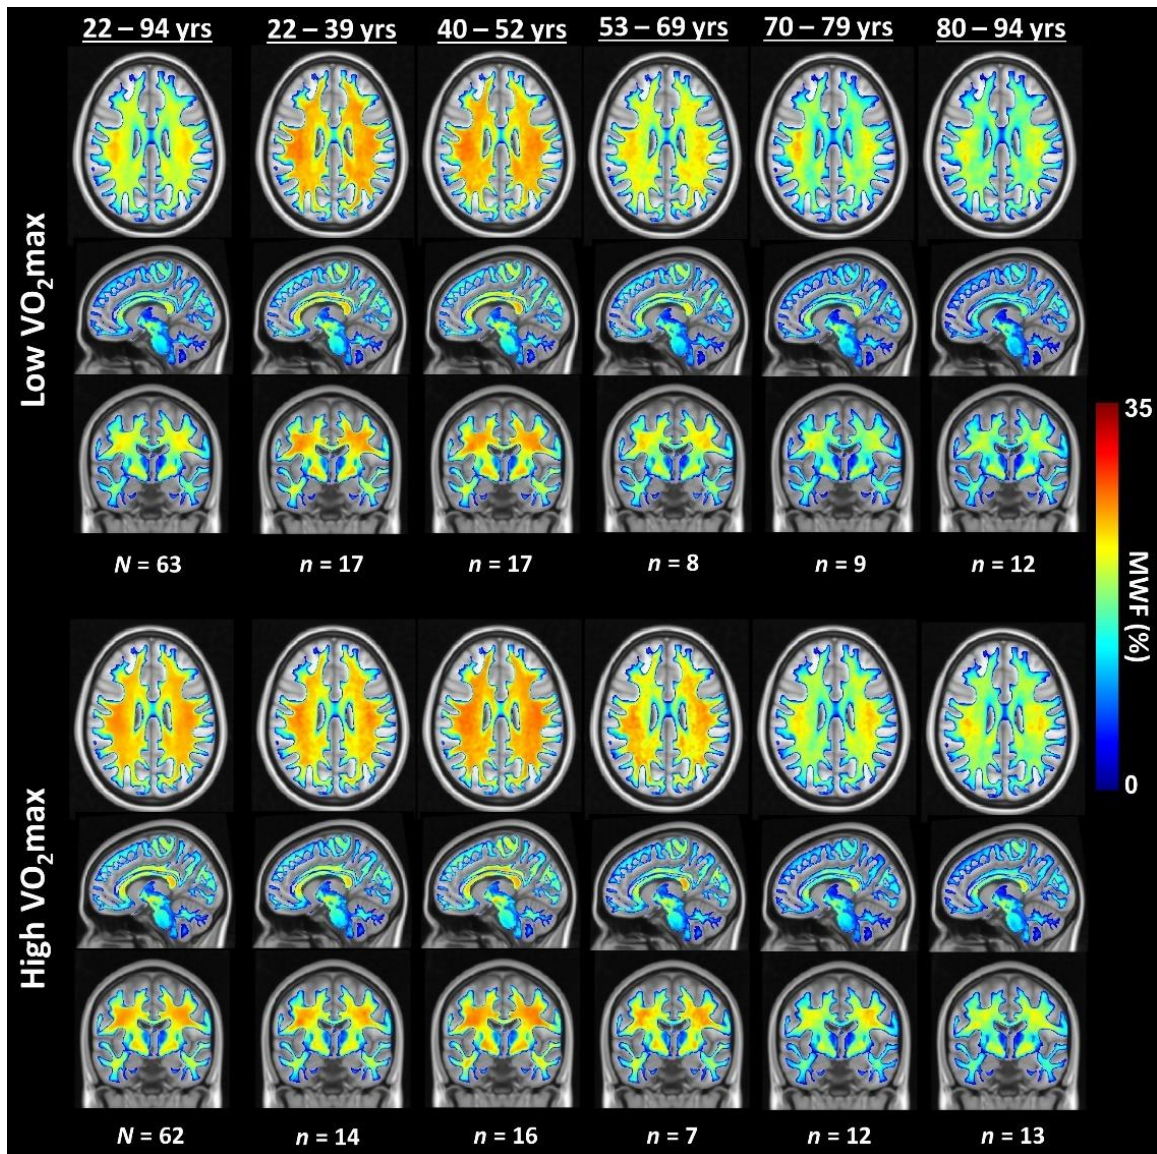 22 – 94 yrs
22 – 39 yrs
40 – 52 yrs
53 – 69 yrs
70 – 79 yrs
80 – 94 yrs
Low VO₂max
N = 63
n = 17
n = 17
n = 8
n = 9
n = 12
35
MWF (%)
0
High VO₂max
N = 62
n = 14
n = 16
n = 7
n = 12
n = 13